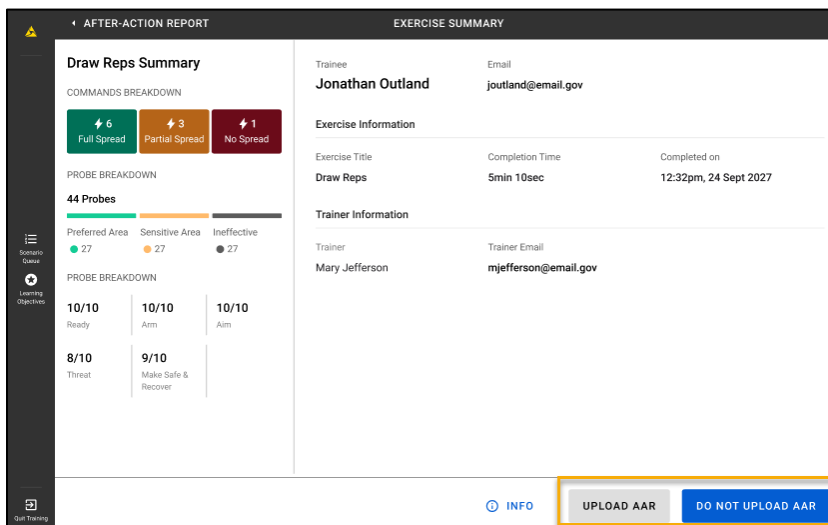 AFTER-ACTION REPORT
EXERCISE SUMMARY
Draw Reps Summary
COMMANDS BREAKDOWN
6
Full Spread
3
Partial Spread
1
No Spread
PROBE BREAKDOWN
44 Probes
Preferred Area
27
Sensitive Area
27
Ineffective
27
PROBE BREAKDOWN
10/10
Ready
10/10
Arm
10/10
Aim
8/10
Threat
9/10
Make Safe &
Recover
Trainee
Jonathan Outland
Email
joutland@email.gov
Exercise Information
Exercise Title
Draw Reps
Completion Time
5min 10sec
Completed on
12:32pm, 24 Sept 2027
Trainer Information
Trainer
Mary Jefferson
Trainer Email
mjefferson@email.gov
Scenario
Queue
Learning
Objectives
Quit Training
INFO
UPLOAD AAR
DO NOT UPLOAD AAR